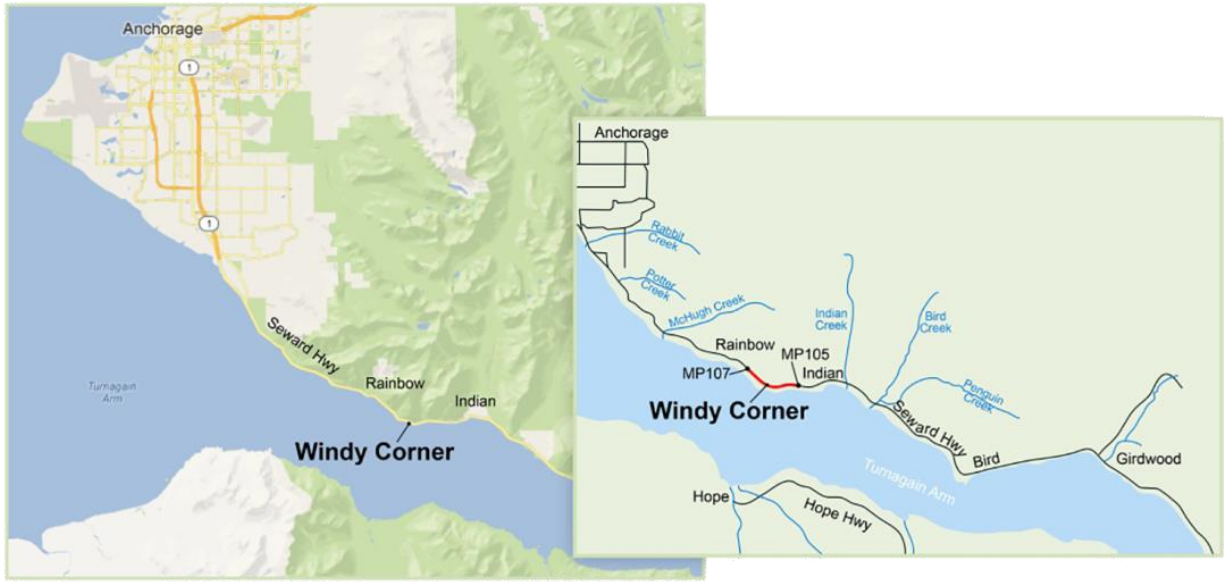 Anchorage
1
1
Seward Hwy
Turnagain
Arm
Rainbow
Indian
Windy Corner
Anchorage
Rabbit
Creek
Potter
Creek
McHugh Creek
Indian
Creek
Bird
Creek
Rainbow
MP105
MP107
Indian
Penguin
Creek
Windy Corner
Seward Hwy
Bird
Girdwood
Turnagain Arm
Hope
Hope Hwy